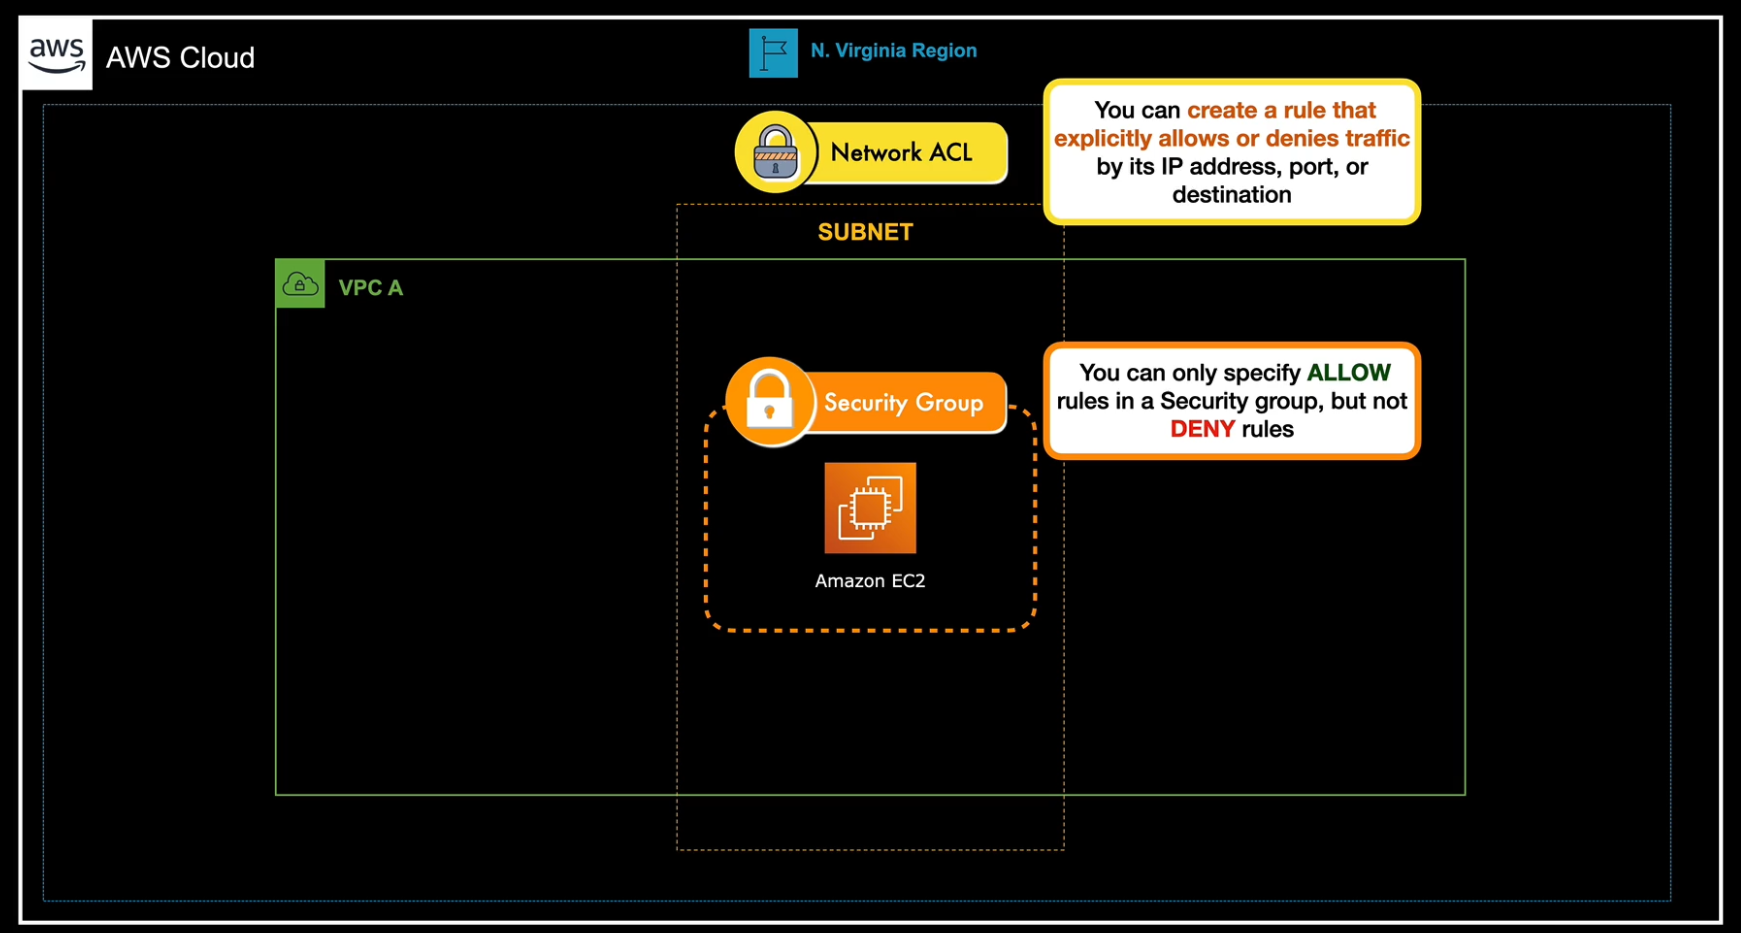 aws
AWS Cloud
N. Virginia Region
Network ACL
You can create a rule that
explicitly allows or denies traffic
by its IP address, port, or
destination
SUBNET
VPC A
Security Group
You can only specify ALLOW
rules in a Security group, but not
DENY rules
Amazon EC2